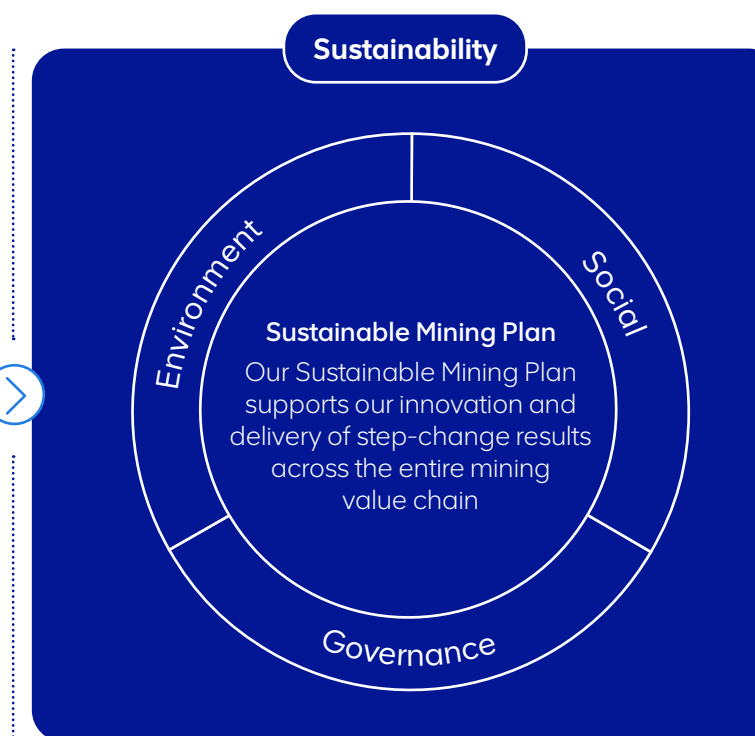 Sustainability
Environment
Social
Sustainable Mining Plan
Our Sustainable Mining Plan
supports our innovation and
delivery of step-change results
across the entire mining
value chain
Governance